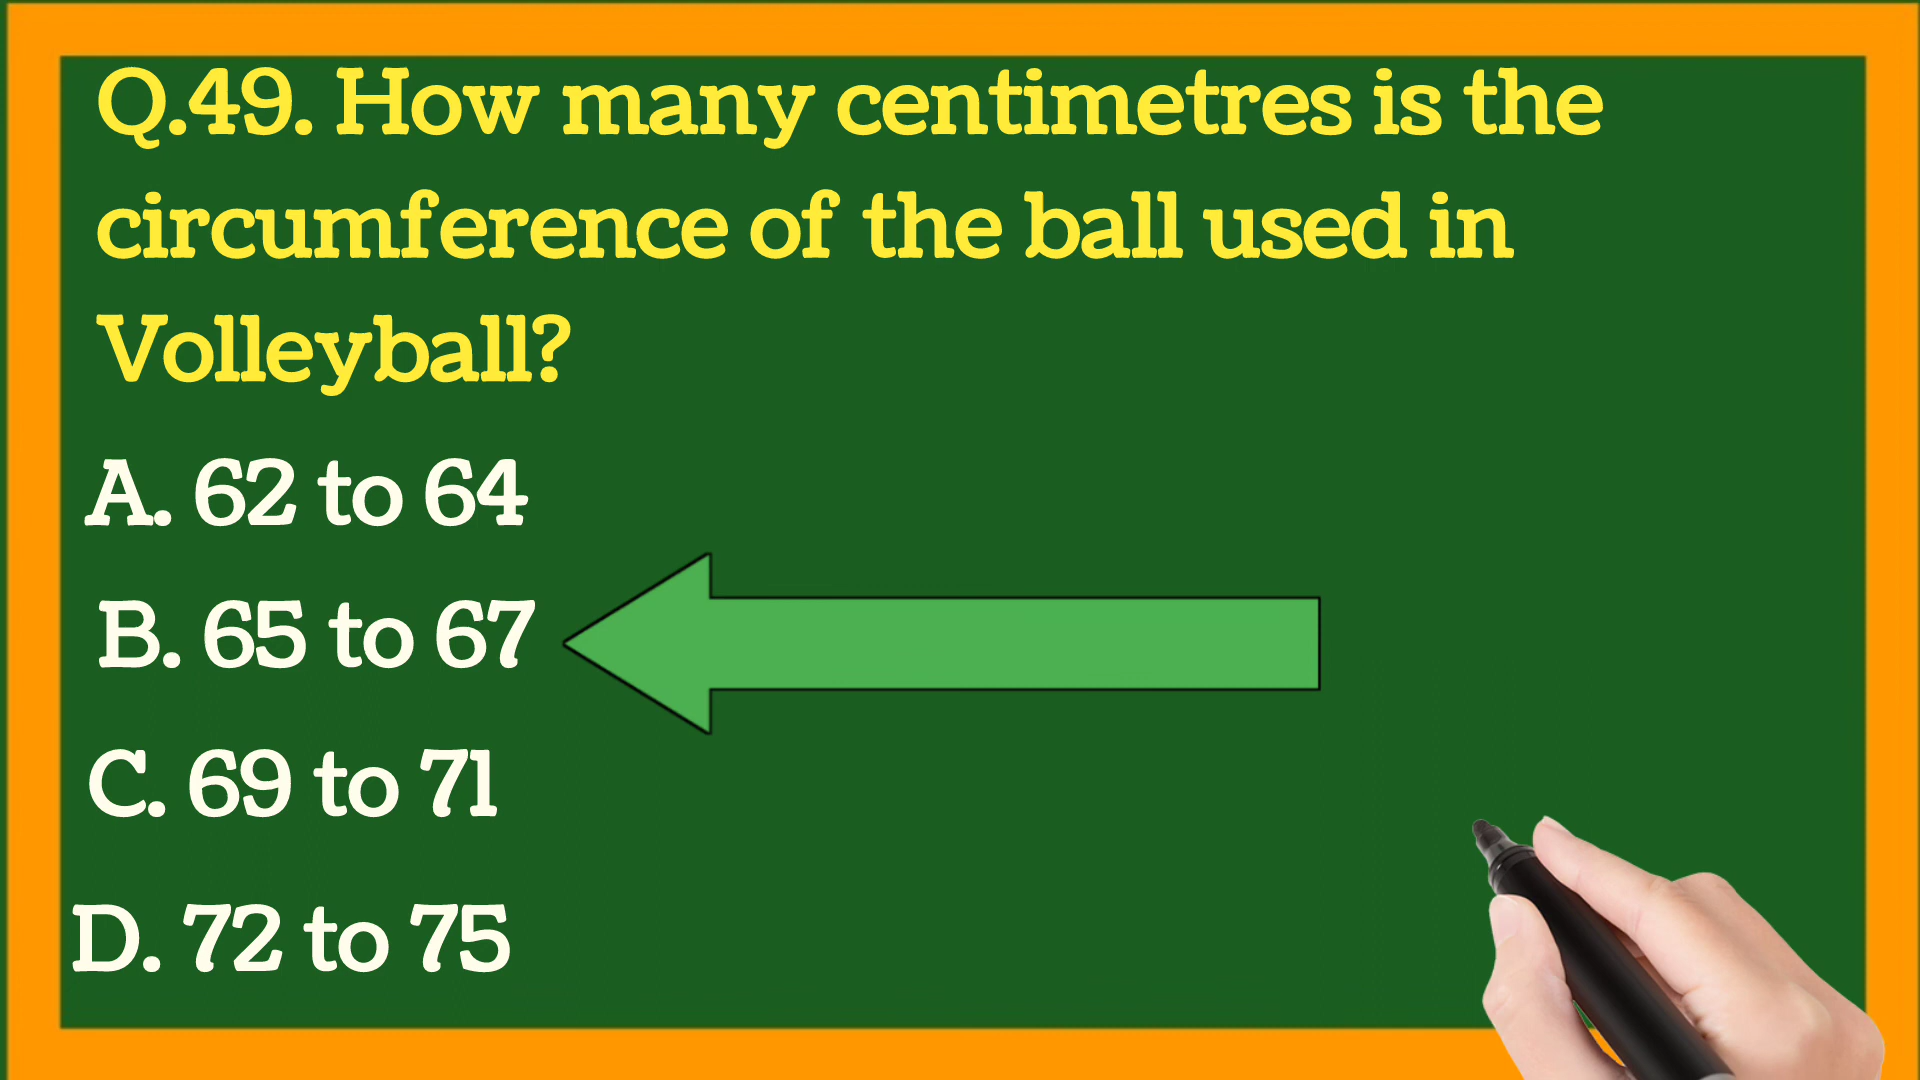 Q.49. How many centimetres is the
circumference of the ball used in
Volleyball?
A. 62 to 64
B. 65 to 67
C. 69 to 71
D. 72 to 75